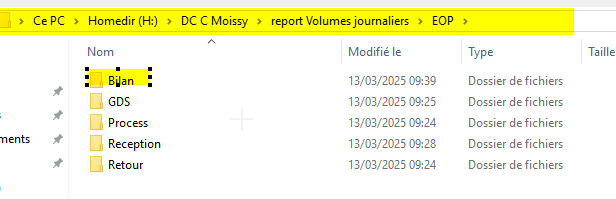 Ce PC > Homedir (H:) > DC C Moissy > report Volumes journaliers > EOP >
Nom Modifié le Type Taille
Bilan 13/03/2025 09:39 Dossier de fichiers
GDS 13/03/2025 09:25 Dossier de fichiers
Process 13/03/2025 09:24 Dossier de fichiers
ments Reception 13/03/2025 09:28 Dossier de fichiers
Retour 13/03/2025 09:24 Dossier de fichiers